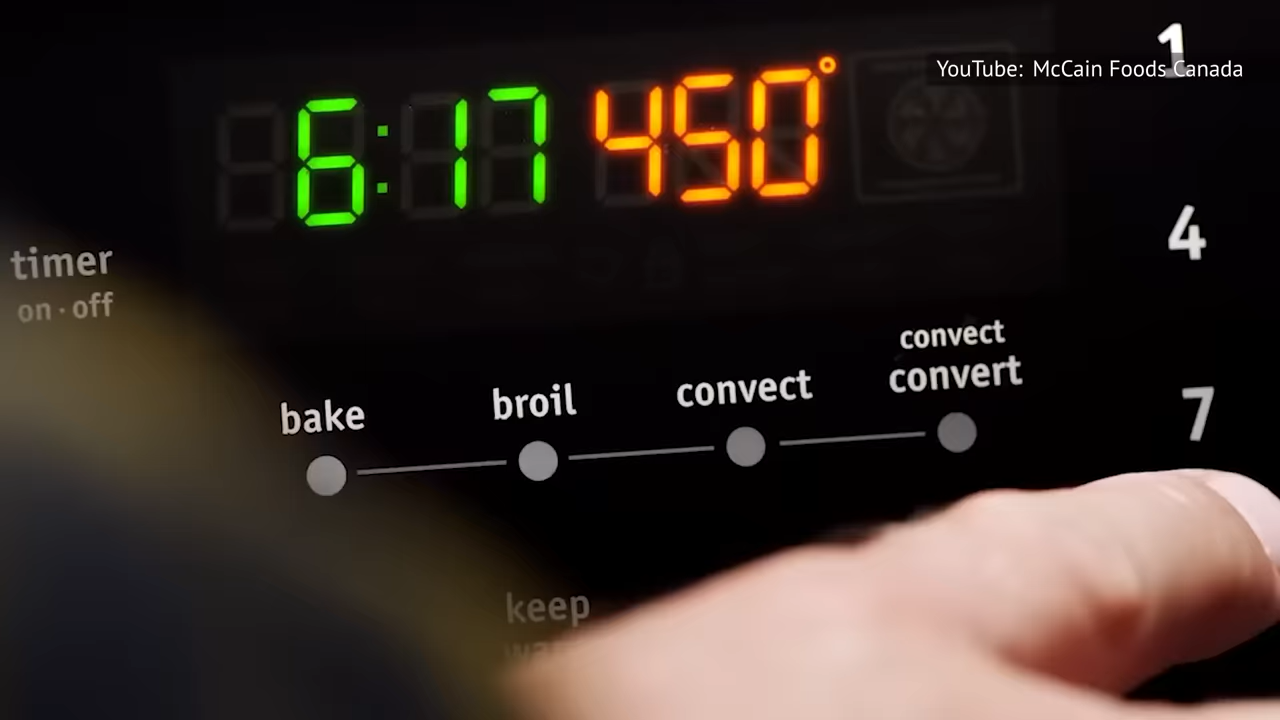 1
YouTube: McCain Foods Canada
6:17 450°
timer
on · off
4
convect
convert
convect
broil
bake
7
keep
warm